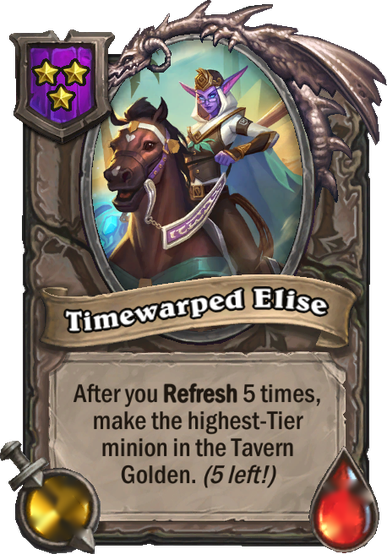 Timewarped Elise
After you Refresh 5 times,
make the highest-Tier
minion in the Tavern
Golden. (5 left!)